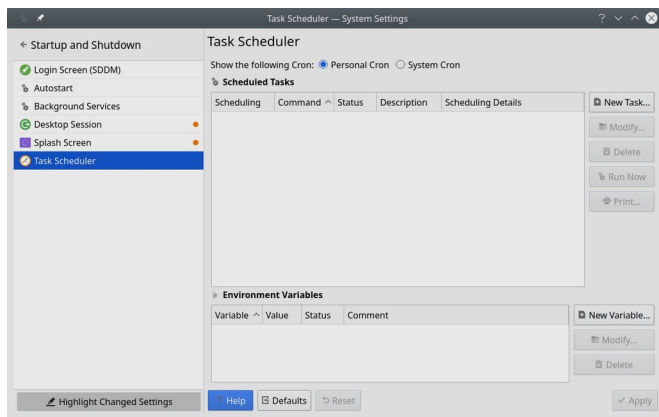 Task Scheduler — System Settings
Startup and Shutdown
Login Screen (SDDM)
Autostart
Background Services
Desktop Session
Splash Screen
Task Scheduler
Highlight Changed Settings
Task Scheduler
Show the following Cron: Personal Cron System Cron
Scheduled Tasks
Scheduling Command Status Description Scheduling Details
New Task...
Modify...
Delete
Run Now
Print...
Environment Variables
Variable Value Status Comment
New Variable...
Modify...
Delete
Help Defaults Reset Apply